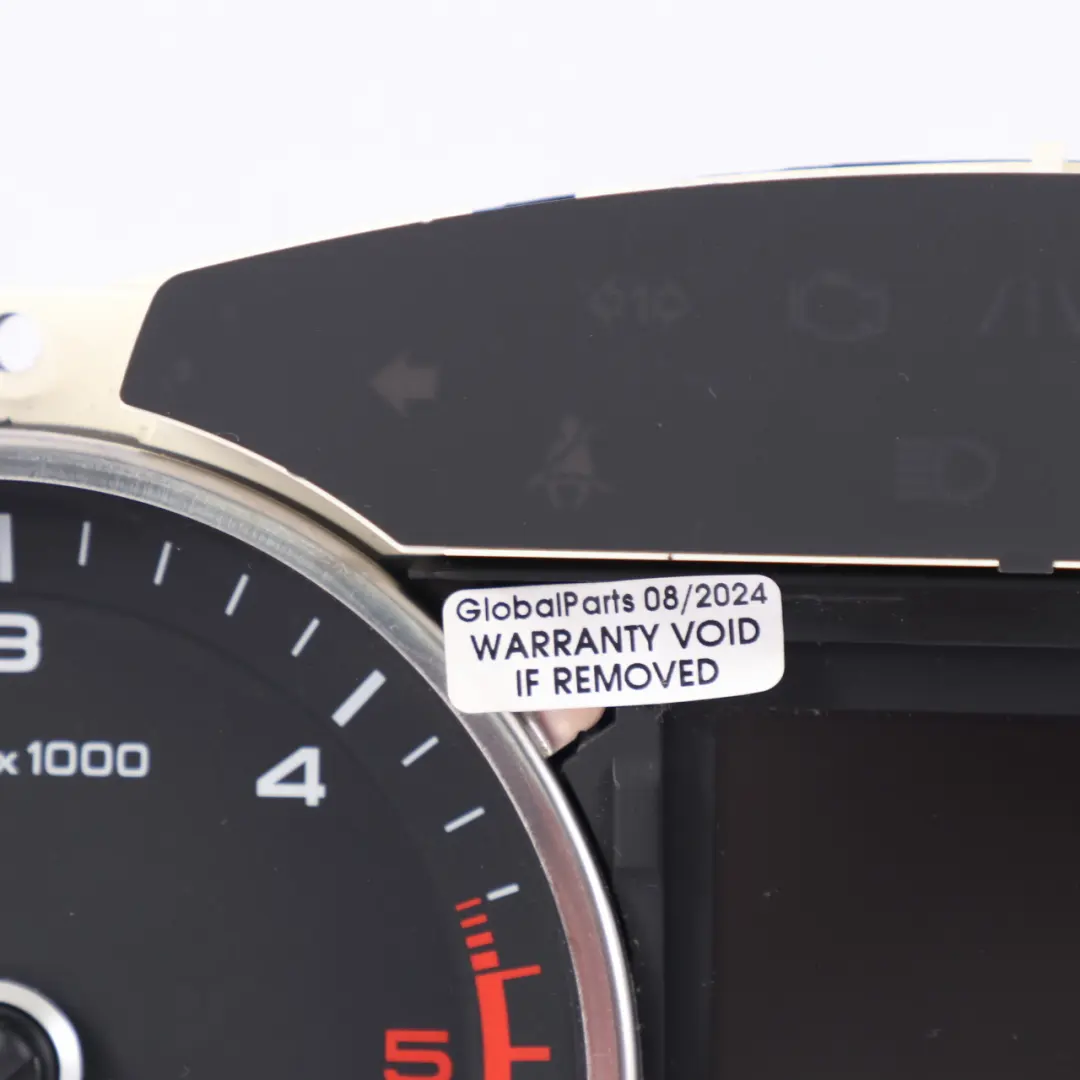 GlobalParts 08/2024
WARRANTY VOID
IF REMOVED
3
x1000
4
5